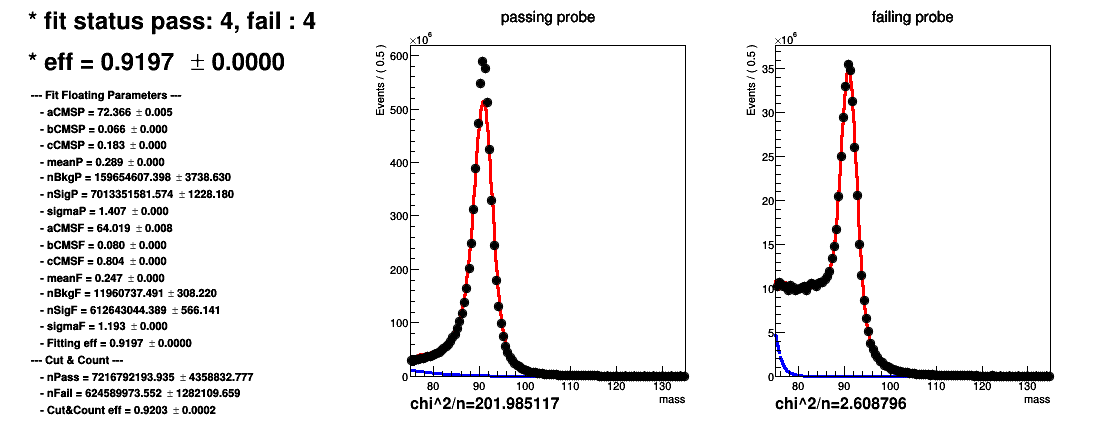 * fit status pass: 4, fail : 4
* eff = 0.9197 ± 0.0000
--- Fit Floating Parameters ---
- aCMSP = 72.366 ± 0.005
- bCMSP = 0.066 ± 0.000
- cCMSP = 0.183 ± 0.000
- meanP = 0.289 ± 0.000
- nBkgP = 159654607.398 ± 3738.630
- nSigP = 7013351581.574 ± 1228.180
- sigmaP = 1.407 ± 0.000
- aCMSF = 64.019 ± 0.008
- bCMSF = 0.080 ± 0.000
- cCMSF = 0.804 ± 0.000
- meanF = 0.247 ± 0.000
- nBkgF = 11960737.491 ± 308.220
- nSigF = 612643044.389 ± 566.141
- sigmaF = 1.193 ± 0.000
- Fitting eff = 0.9197 ± 0.0000
--- Cut & Count ---
- nPass = 7216792193.935 ± 4358832.777
- nFail = 624589973.552 ± 1282109.659
- Cut&Count eff = 0.9203 ± 0.0002
passing probe
×10⁶
Events / ( 0.5 )
600
500
400
300
200
100
0
80 90 100 110 120 130
mass
chi^2/n=201.985117
failing probe
×10⁶
Events / ( 0.5 )
35
30
25
20
15
10
5
0
80 90 100 110 120 130
mass
chi^2/n=2.608796